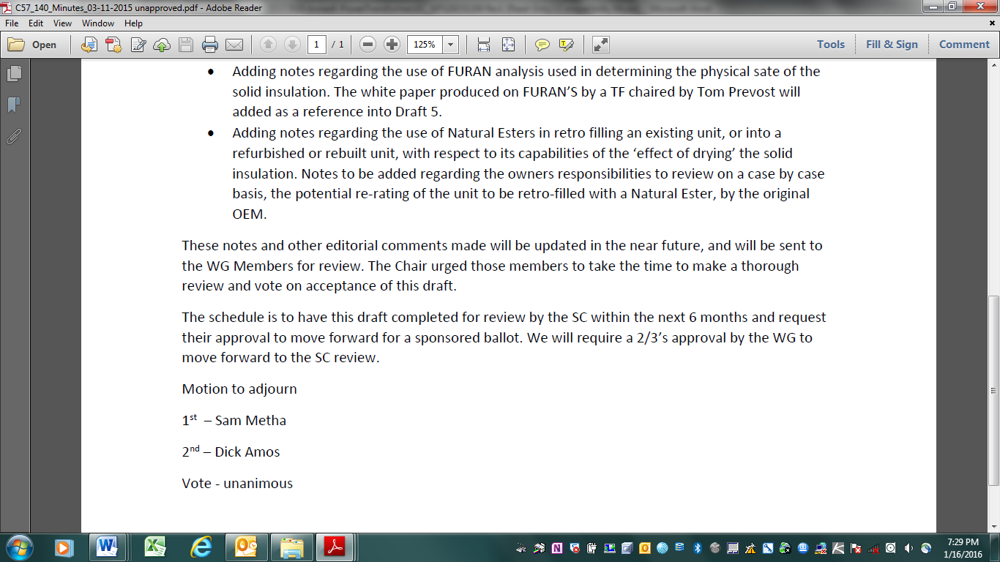 C57_140_Minutes_03-11-2015 unapproved.pdf - Adobe Reader
File Edit View Window Help
Open 1 / 1 125% Tools Fill & Sign Comment
• Adding notes regarding the use of FURAN analysis used in determining the physical sate of the
solid insulation. The white paper produced on FURAN’S by a TF chaired by Tom Prevost will
added as a reference into Draft 5.
• Adding notes regarding the use of Natural Esters in retro filling an existing unit, or into a
refurbished or rebuilt unit, with respect to its capabilities of the ‘effect of drying’ the solid
insulation. Notes to be added regarding the owners responsibilities to review on a case by case
basis, the potential re-rating of the unit to be retro-filled with a Natural Ester, by the original
OEM.
These notes and other editorial comments made will be updated in the near future, and will be sent to
the WG Members for review. The Chair urged those members to take the time to make a thorough
review and vote on acceptance of this draft.
The schedule is to have this draft completed for review by the SC within the next 6 months and request
their approval to move forward for a sponsored ballot. We will require a 2/3’s approval by the WG to
move forward to the SC review.
Motion to adjourn
1st – Sam Metha
2nd – Dick Amos
Vote - unanimous
7:29 PM
1/16/2016